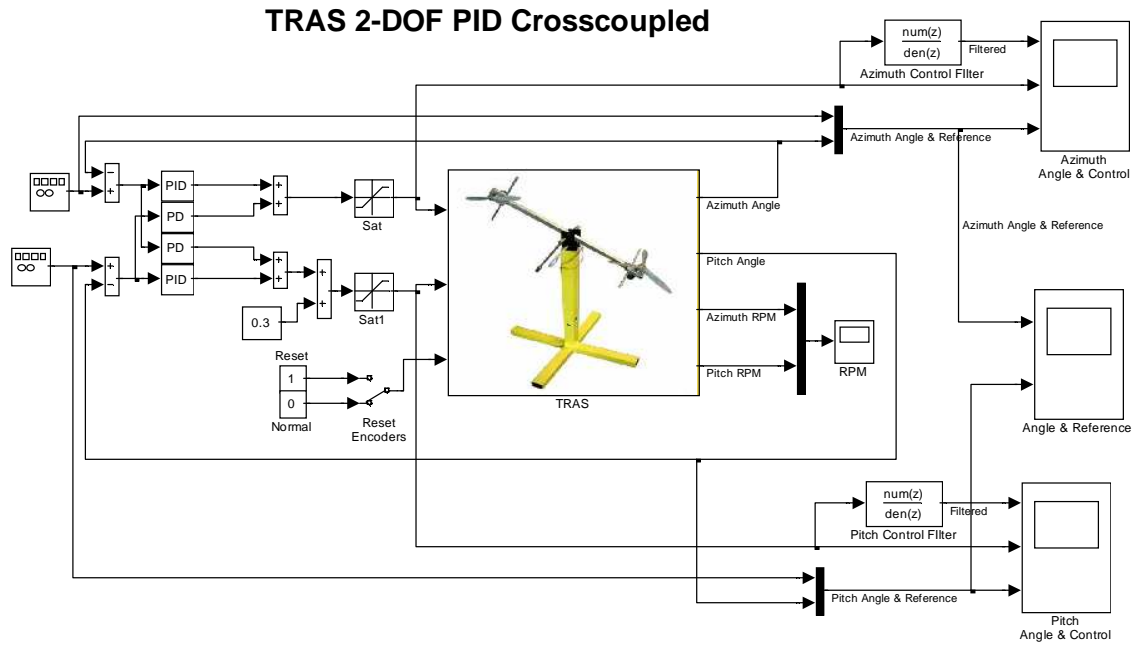 TRAS 2-DOF PID Crosscoupled
num(z)
den(z)
Filtered
Azimuth Control FIlter
Azimuth Angle & Reference
Azimuth
Angle & Control
−
+
PID
PD
PD
PID
+
+
Sat
+
−
+
+
+
+
Sat1
0.3
Reset
1
0
Normal
Reset
Encoders
TRAS
Azimuth Angle
Pitch Angle
Azimuth RPM
Pitch RPM
RPM
Azimuth Angle & Reference
Angle & Reference
num(z)
den(z)
Filtered
Pitch Control FIlter
Pitch Angle & Reference
Pitch
Angle & Control